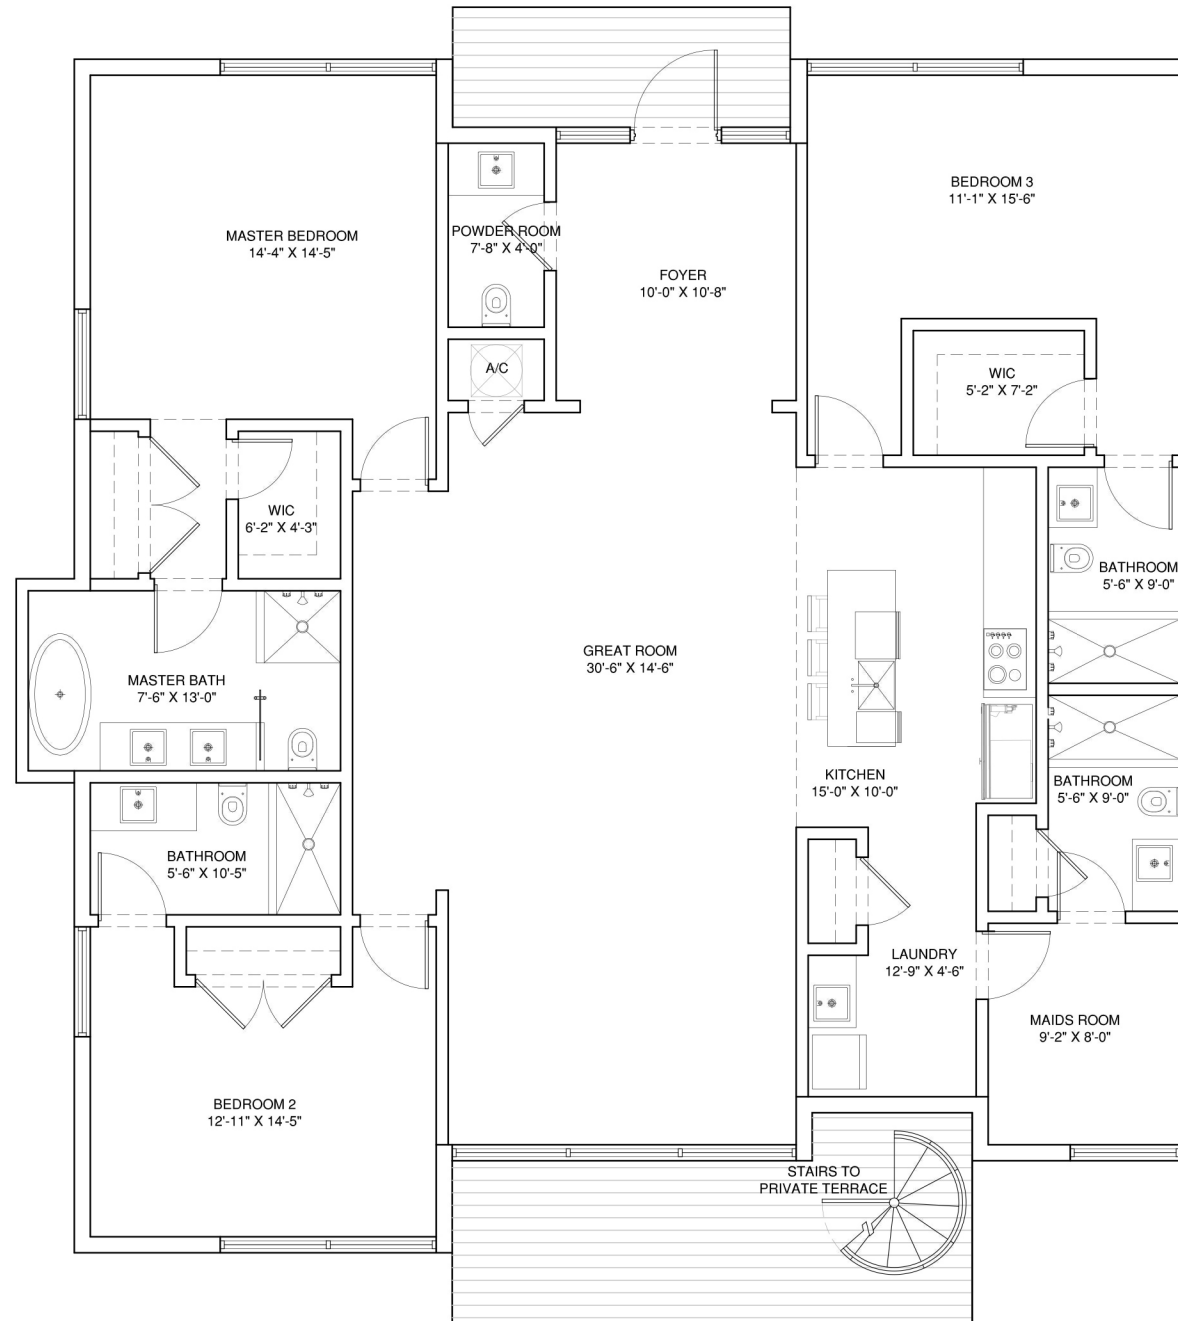 BEDROOM 3
11'-1" X 15'-6"
MASTER BEDROOM
14'-4" X 14'-5"
POWDER ROOM
7'-8" X 4'-0"
FOYER
10'-0" X 10'-8"
A/C
WIC
5'-2" X 7'-2"
WIC
6'-2" X 4'-3"
BATHROOM
5'-6" X 9'-0"
GREAT ROOM
30'-6" X 14'-6"
MASTER BATH
7'-6" X 13'-0"
KITCHEN
15'-0" X 10'-0"
BATHROOM
5'-6" X 9'-0"
BATHROOM
5'-6" X 10'-5"
LAUNDRY
12'-9" X 4'-6"
MAIDS ROOM
9'-2" X 8'-0"
BEDROOM 2
12'-11" X 14'-5"
STAIRS TO
PRIVATE TERRACE